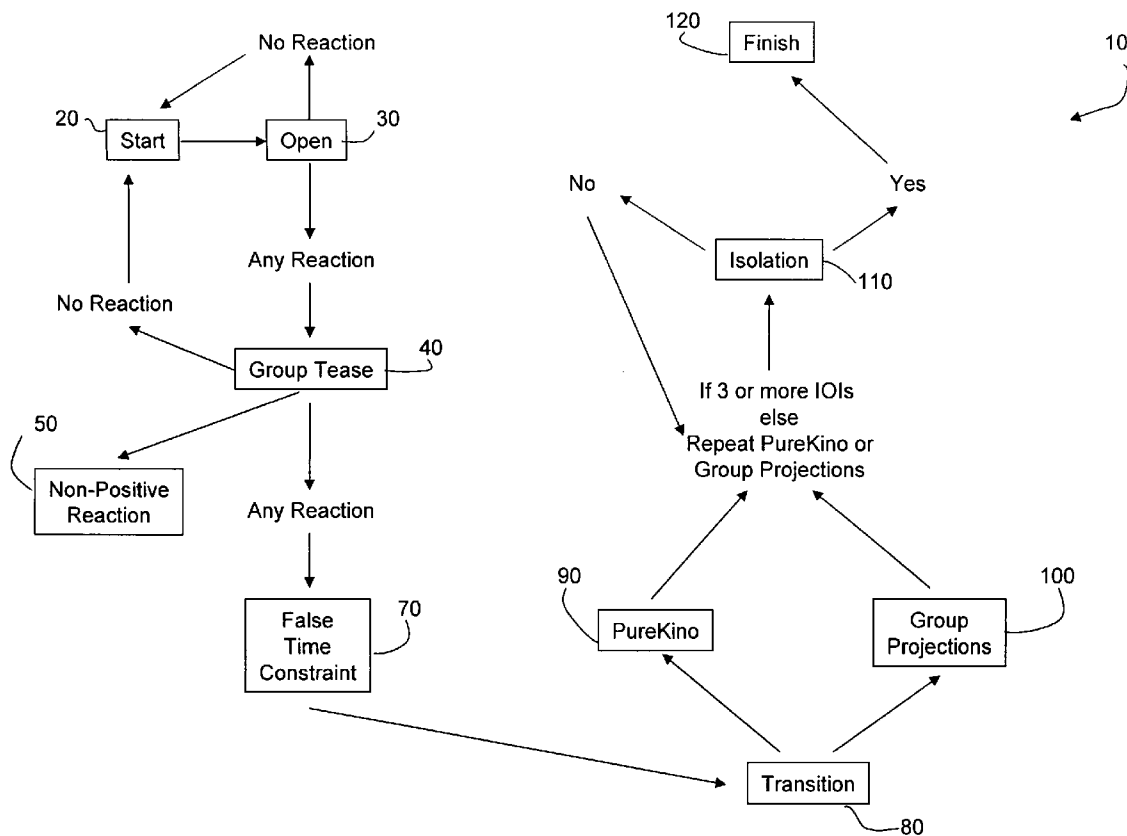 No Reaction
20
Start
Open
30
Any Reaction
No Reaction
Group Tease
40
50
Non-Positive
Reaction
Any Reaction
False
Time
Constraint
70
120
Finish
10
No
Yes
Isolation
110
If 3 or more IOIs
else
Repeat PureKino or
Group Projections
90
PureKino
100
Group
Projections
Transition
80